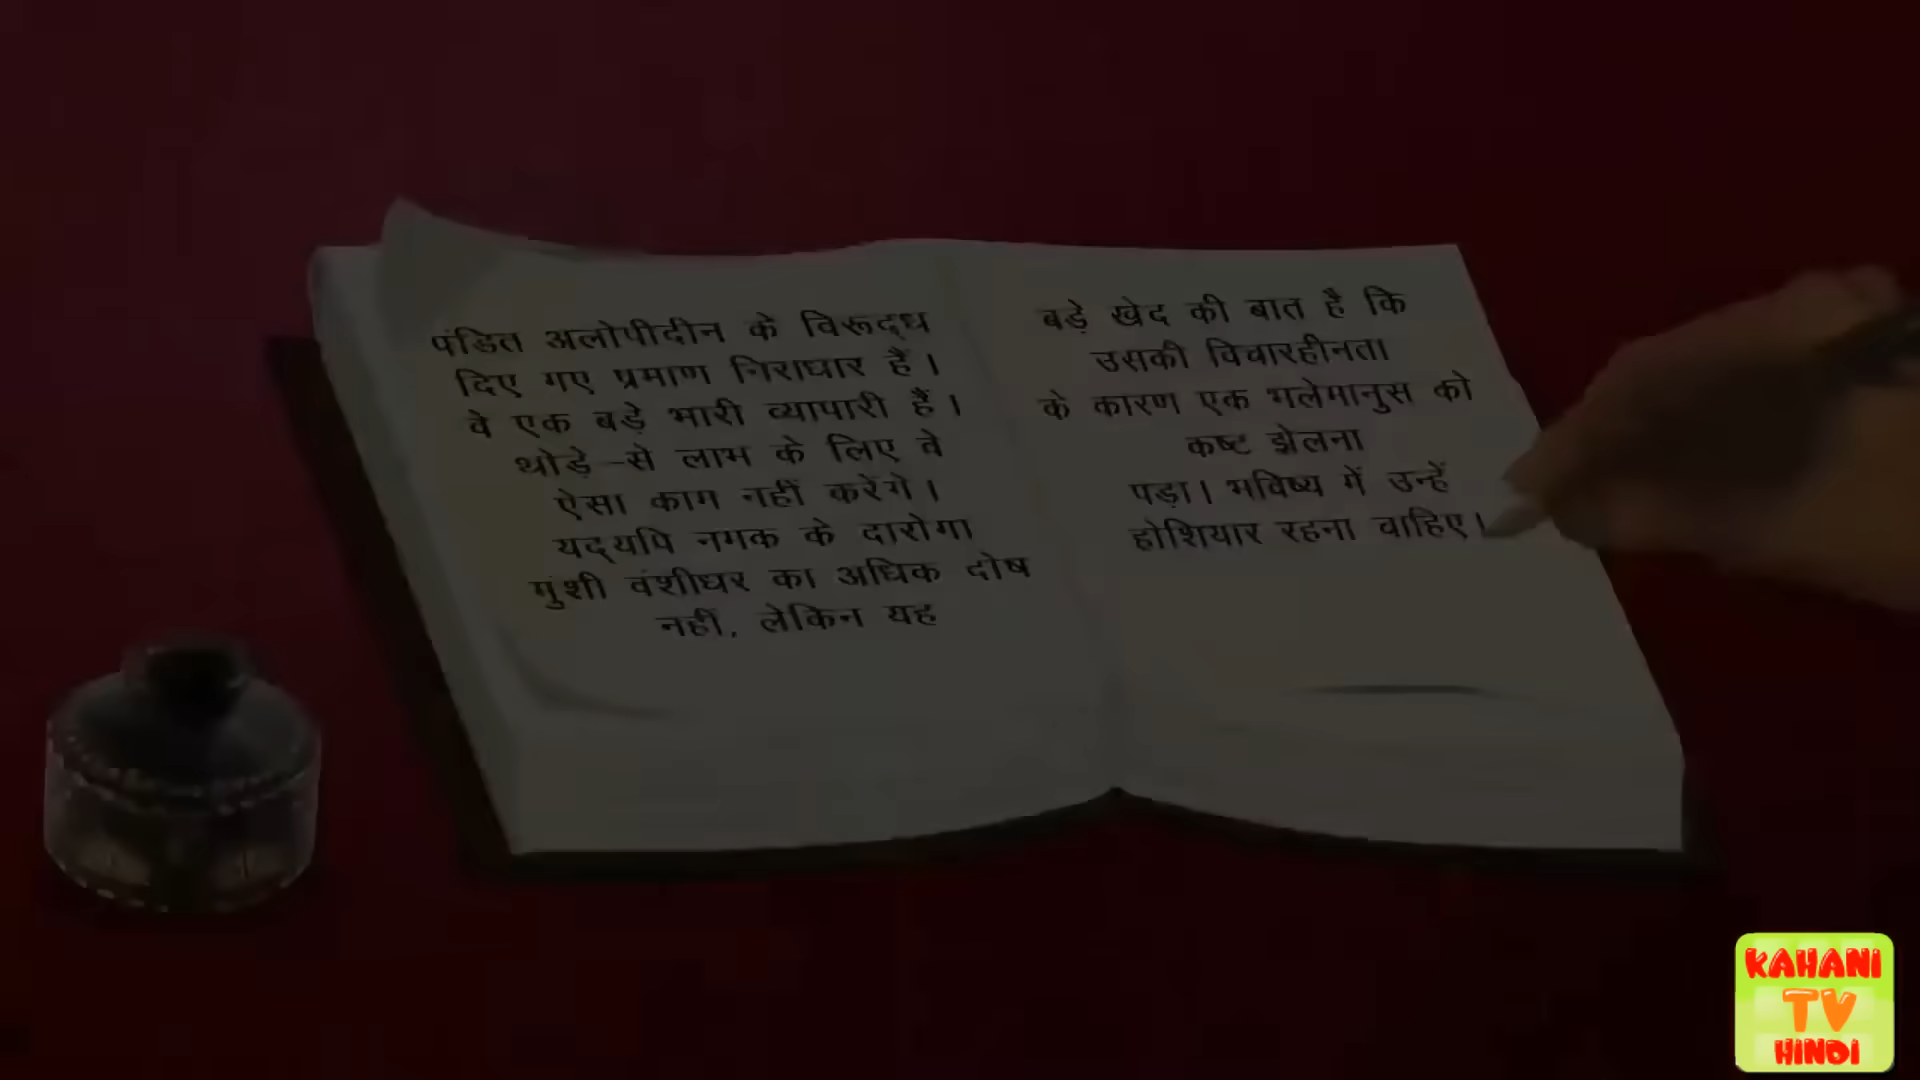 पंडित अलोपीदीन के विरूद्ध
दिए गए प्रमाण निराधार हैं।
वे एक बड़े भारी व्यापारी हैं।
थोड़े-से लाभ के लिए वे
ऐसा काम नहीं करेंगे।
यद्यपि नमक के दारोगा
मुंशी वंशीधर का अधिक दोष
नहीं, लेकिन यह
बड़े खेद की बात है कि
उसकी विचारहीनता
के कारण एक भलेमानुस को
कष्ट झेलना
पड़ा। भविष्य में उन्हें
होशियार रहना चाहिए।
KAHANI
TV
HINDI